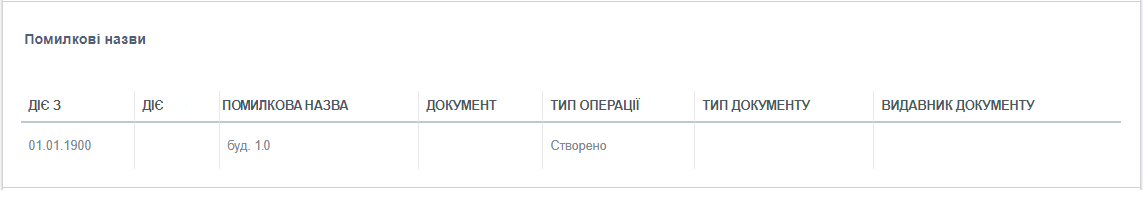 Помилкові назви
ДІЄ З ДІЄ ПОМИЛКОВА НАЗВА ДОКУМЕНТ ТИП ОПЕРАЦІЇ ТИП ДОКУМЕНТУ ВИДАВНИК ДОКУМЕНТУ
01.01.1900 буд. 1.0 Створено